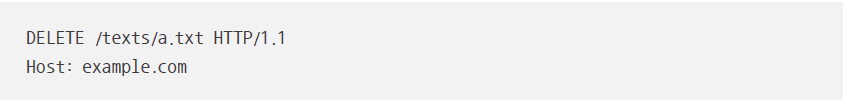 DELETE /texts/a.txt HTTP/1.1
Host: example.com